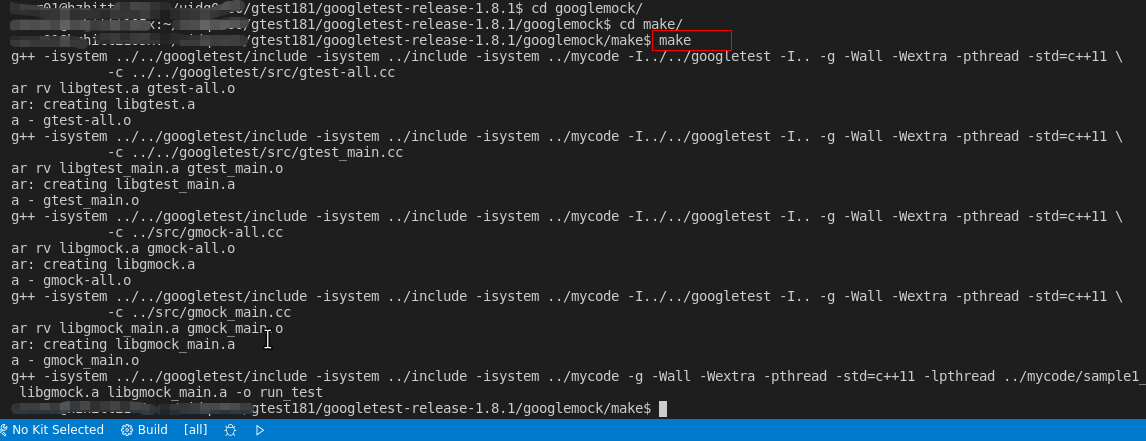 /gtest181/googletest-release-1.8.1$ cd googlemock/
/gtest181/googletest-release-1.8.1$ cd make/
/gtest181/googletest-release-1.8.1/googlemock/make$ make
g++ -isystem ../../googletest/include -isystem ../include -isystem ../mycode -I../../googletest -I.. -g -Wall -Wextra -pthread -std=c++11 \
-c ../../googletest/src/gtest-all.cc
ar rv libgtest.a gtest-all.o
ar: creating libgtest.a
a - gtest-all.o
g++ -isystem ../../googletest/include -isystem ../include -isystem ../mycode -I../../googletest -I.. -g -Wall -Wextra -pthread -std=c++11 \
-c ../../googletest/src/gtest_main.cc
ar rv libgtest_main.a gtest_main.o
ar: creating libgtest_main.a
a - gtest_main.o
g++ -isystem ../../googletest/include -isystem ../include -isystem ../mycode -I../../googletest -I.. -g -Wall -Wextra -pthread -std=c++11 \
-c ../src/gmock-all.cc
ar rv libgmock.a gmock-all.o
ar: creating libgmock.a
a - gmock-all.o
g++ -isystem ../../googletest/include -isystem ../include -isystem ../mycode -I../../googletest -I.. -g -Wall -Wextra -pthread -std=c++11 \
-c ../src/gmock_main.cc
ar rv libgmock_main.a gmock_main.o
ar: creating libgmock_main.a
a - gmock_main.o
g++ -isystem ../../googletest/include -isystem ../include -isystem ../mycode -g -Wall -Wextra -pthread -std=c++11 -lpthread ../mycode/sample1_
libgmock.a libgmock_main.a -o run_test
/gtest181/googletest-release-1.8.1/googlemock/make$
No Kit Selected Build [all]